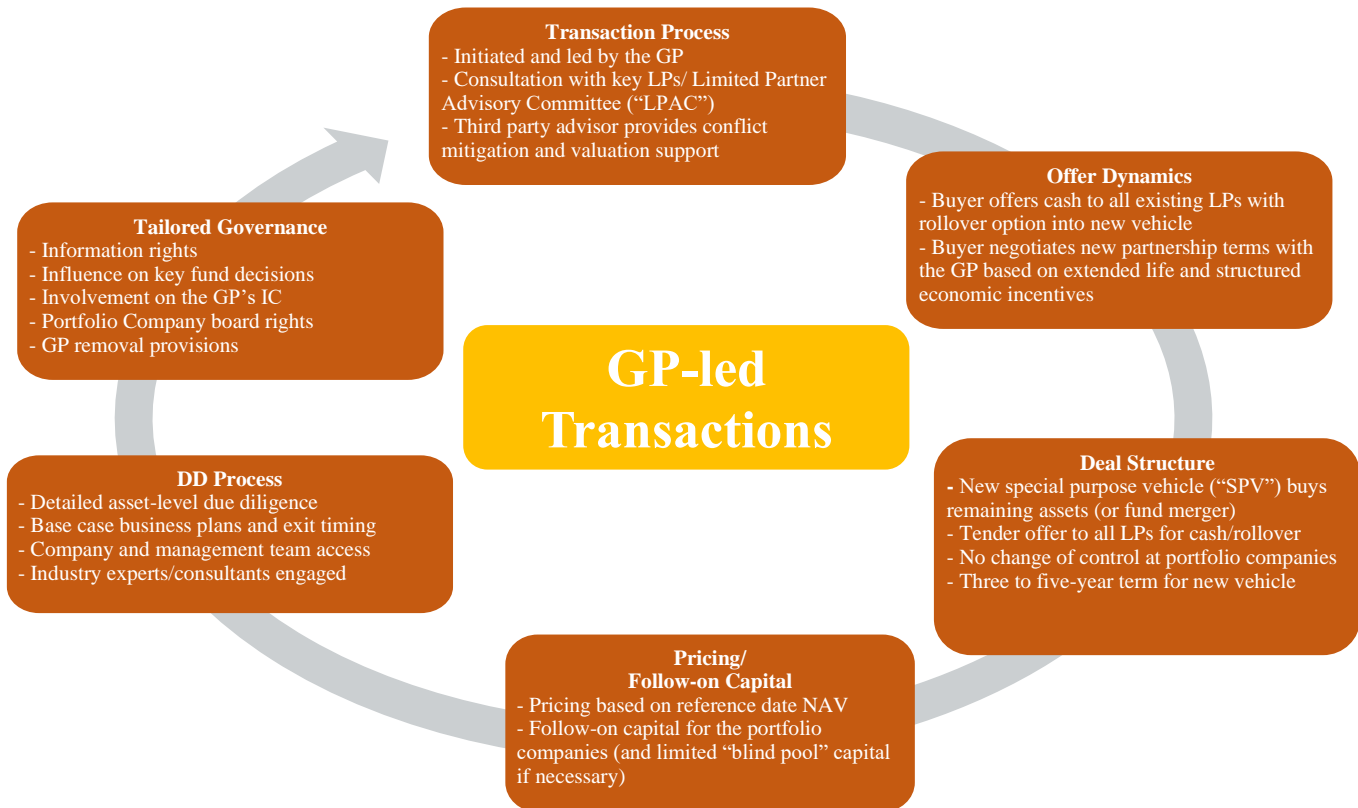 Transaction Process
- Initiated and led by the GP
- Consultation with key LPs/ Limited Partner
Advisory Committee (“LPAC”)
- Third party advisor provides conflict
mitigation and valuation support
Offer Dynamics
- Buyer offers cash to all existing LPs with
rollover option into new vehicle
- Buyer negotiates new partnership terms with
the GP based on extended life and structured
economic incentives
Deal Structure
- New special purpose vehicle (“SPV”) buys
remaining assets (or fund merger)
- Tender offer to all LPs for cash/rollover
- No change of control at portfolio companies
- Three to five-year term for new vehicle
Pricing/
Follow-on Capital
- Pricing based on reference date NAV
- Follow-on capital for the portfolio
companies (and limited “blind pool” capital
if necessary)
DD Process
- Detailed asset-level due diligence
- Base case business plans and exit timing
- Company and management team access
- Industry experts/consultants engaged
Tailored Governance
- Information rights
- Influence on key fund decisions
- Involvement on the GP’s IC
- Portfolio Company board rights
- GP removal provisions
GP-led
Transactions